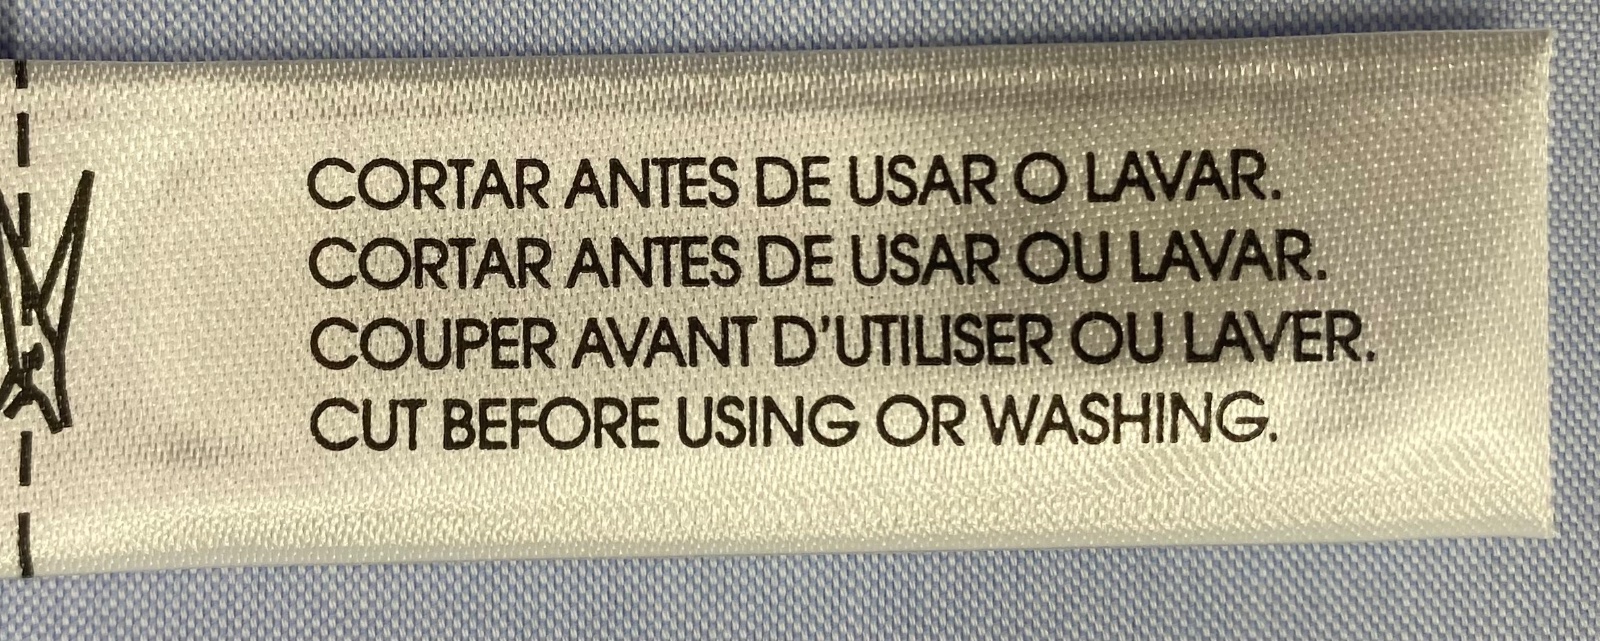 CORTAR ANTES DE USAR O LAVAR.
CORTAR ANTES DE USAR OU LAVAR.
COUPER AVANT D'UTILISER OU LAVER.
CUT BEFORE USING OR WASHING.